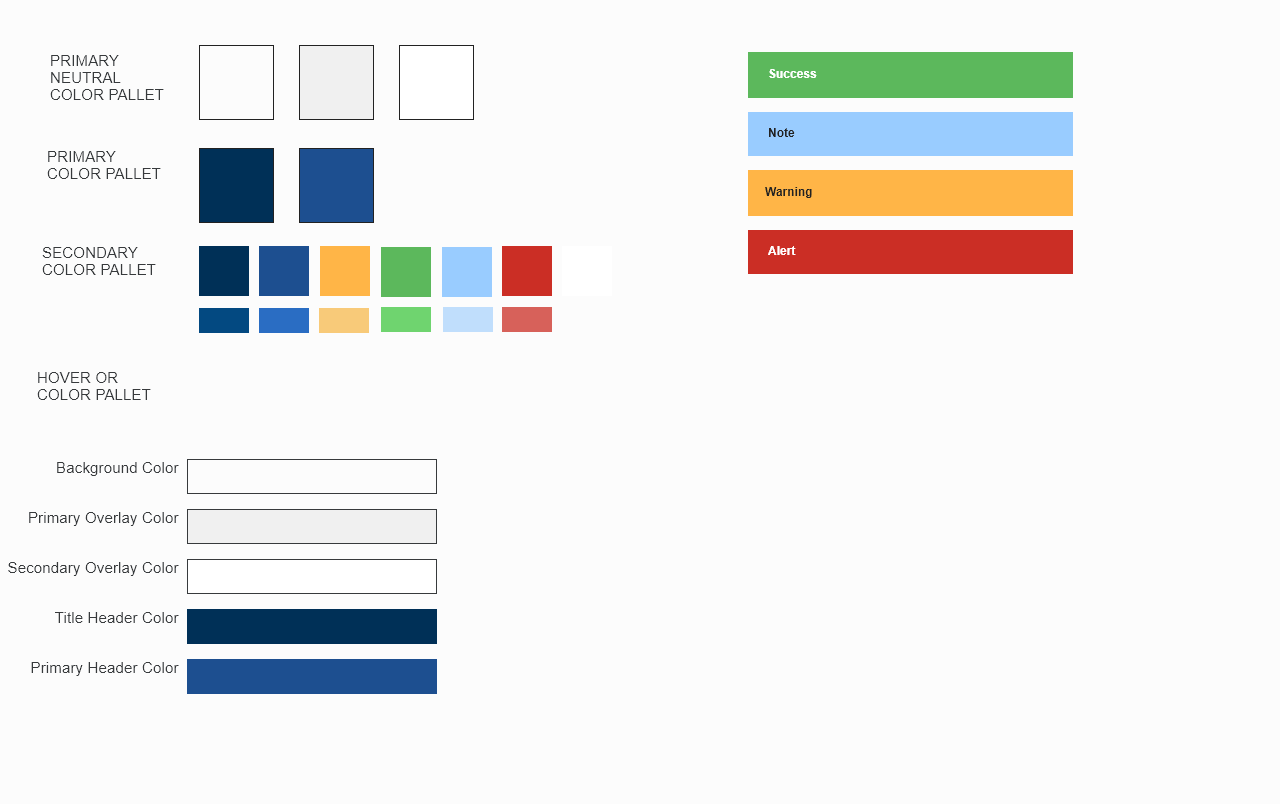 PRIMARY
NEUTRAL
COLOR PALLET
PRIMARY
COLOR PALLET
SECONDARY
COLOR PALLET
HOVER OR
COLOR PALLET
Background Color
Primary Overlay Color
Secondary Overlay Color
Title Header Color
Primary Header Color
Success
Note
Warning
Alert